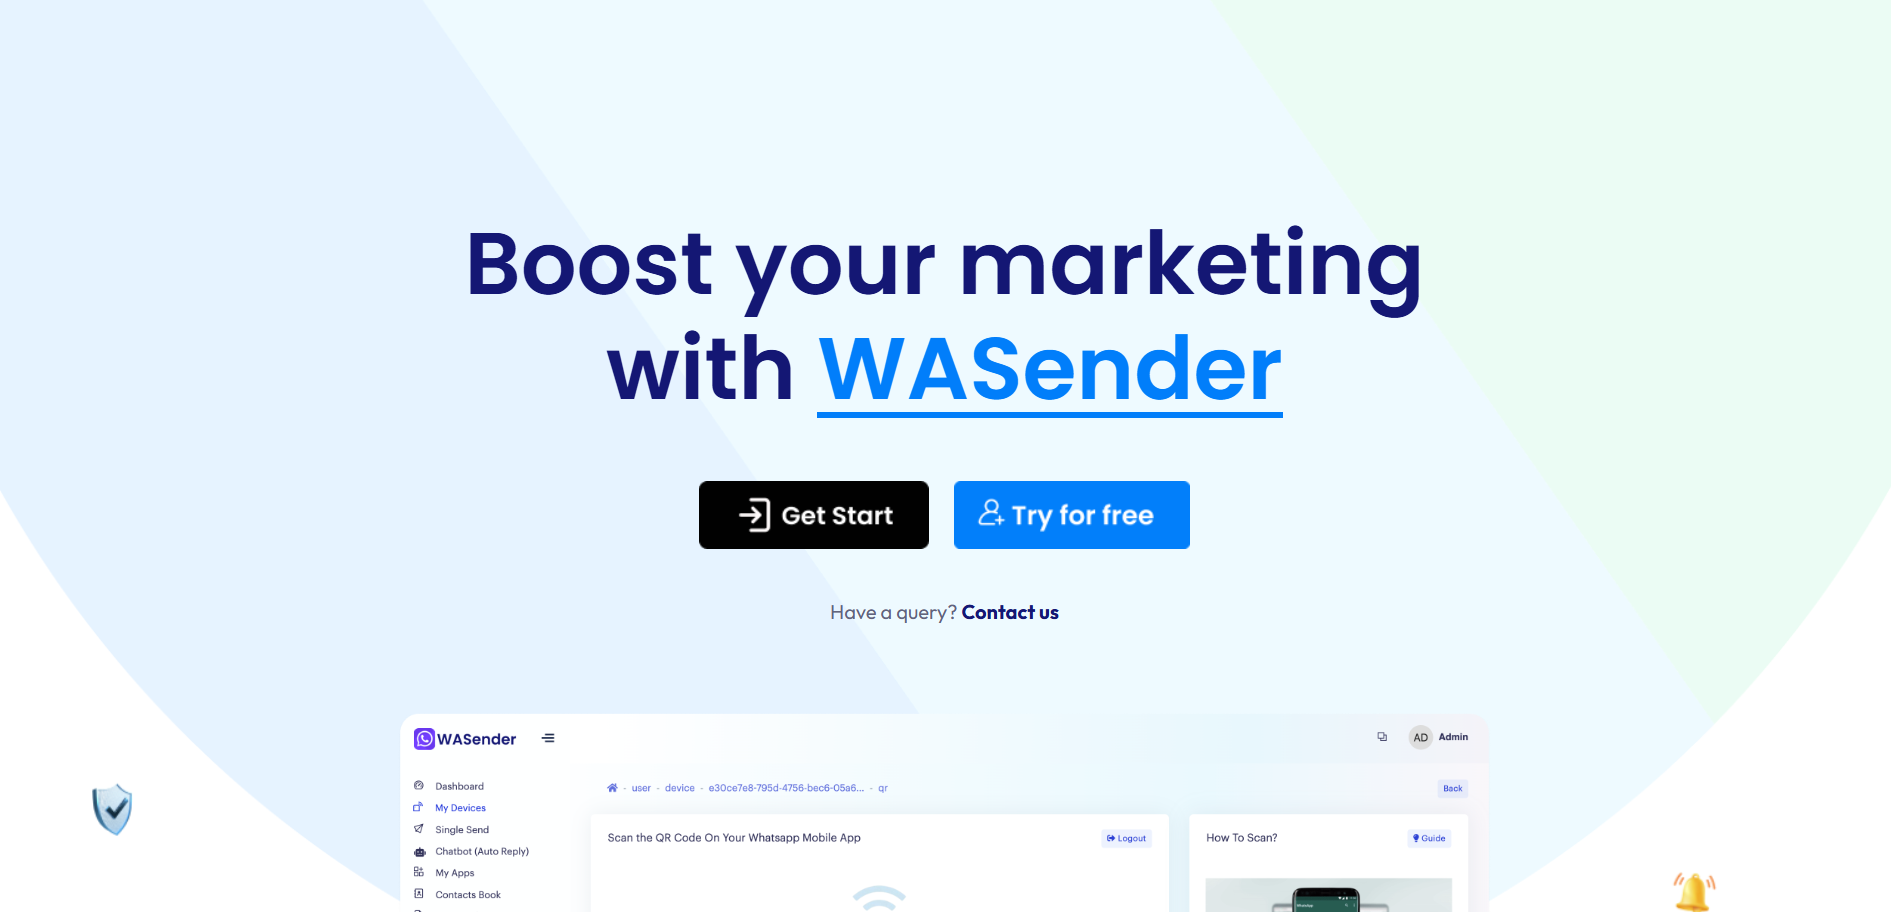 Boost your marketing
with WASender
Get Start
Try for free
Have a query? Contact us
WASender
AD Admin
Dashboard
My Devices
Single Send
Chatbot (Auto Reply)
My Apps
Contacts Book
- user - device - e30ce7e8-795d-4756-bec6-05a6... - qr
Back
Scan the QR Code On Your Whatsapp Mobile App
Logout
How To Scan?
Guide
WhatsApp